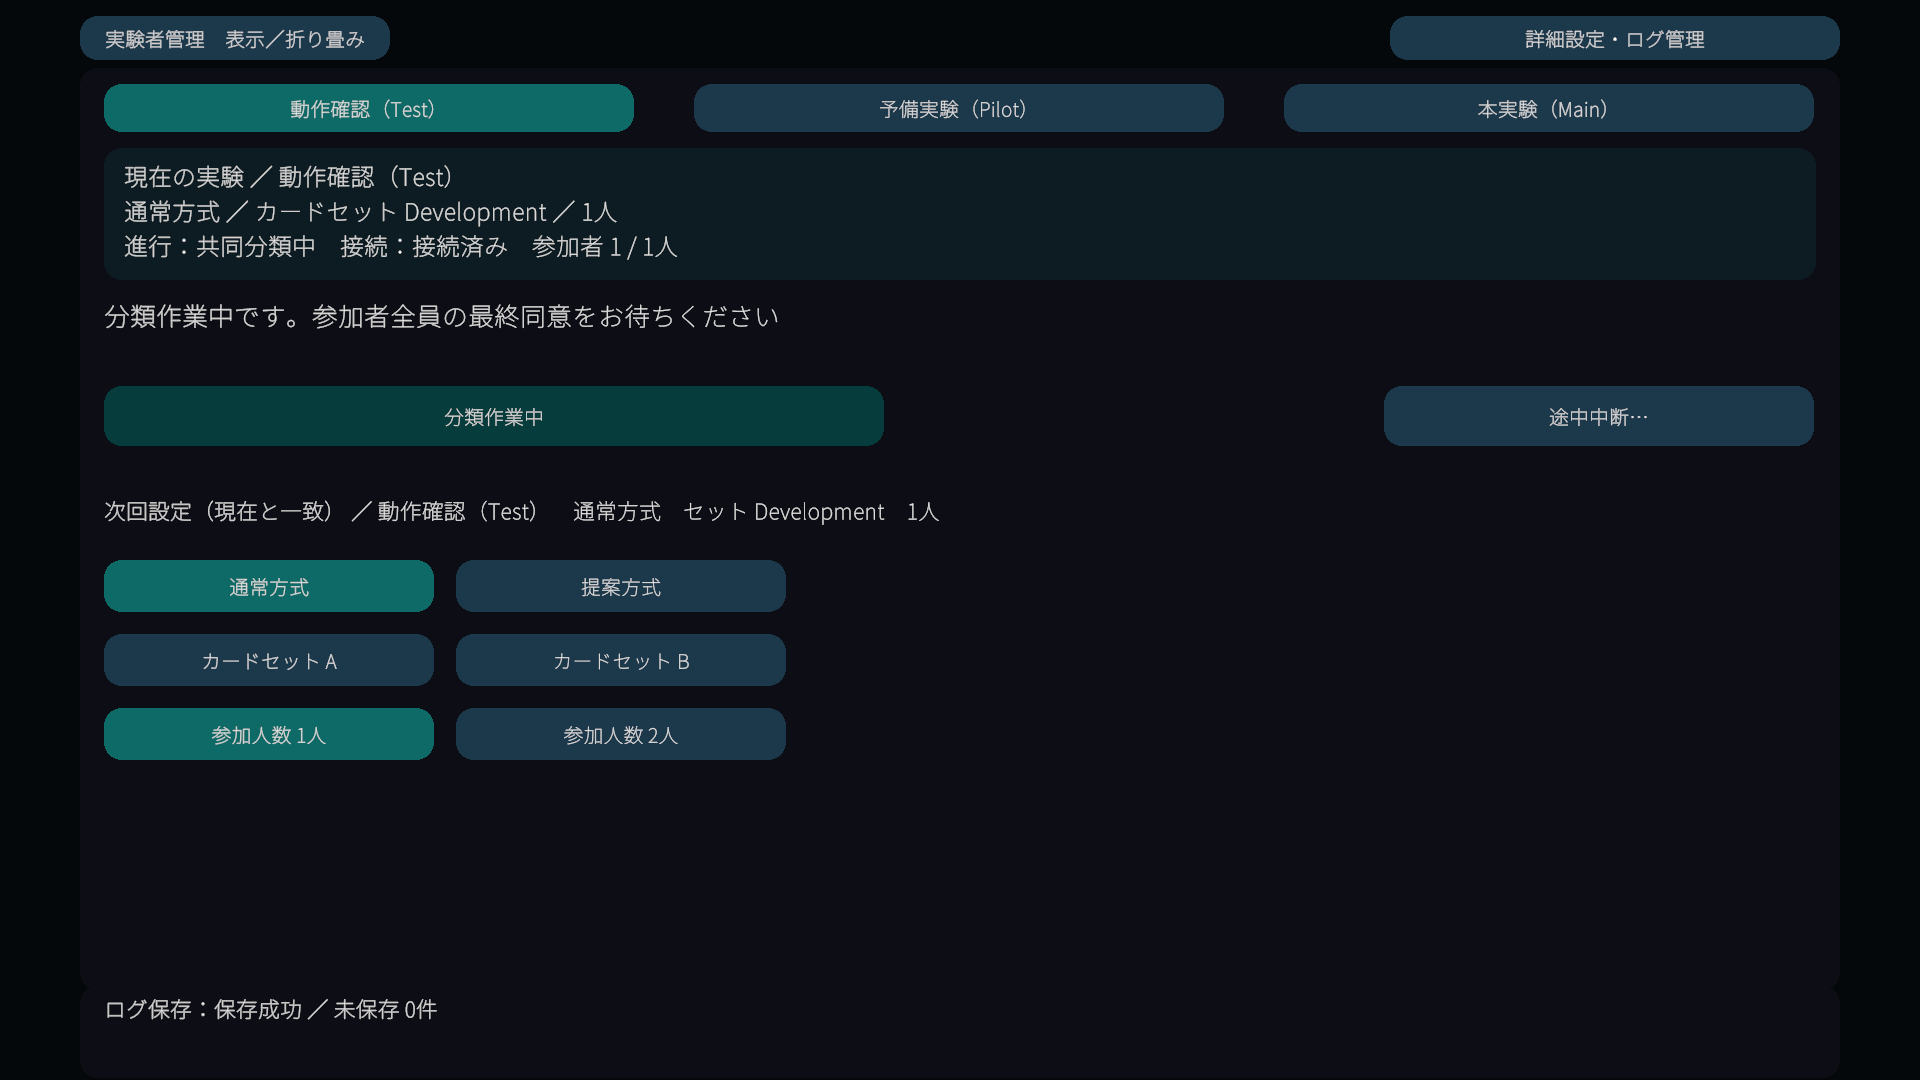 実験者管理　表示／折り畳み
詳細設定・ログ管理
動作確認（Test）
予備実験（Pilot）
本実験（Main）
現在の実験 ／ 動作確認（Test）
通常方式 ／ カードセット Development ／ 1人
進行：共同分類中　接続：接続済み　参加者 1 / 1人
分類作業中です。参加者全員の最終同意をお待ちください
分類作業中
途中中断…
次回設定（現在と一致） ／ 動作確認（Test）　通常方式　セット Development　1人
通常方式
提案方式
カードセット A
カードセット B
参加人数 1人
参加人数 2人
ログ保存：保存成功 ／ 未保存 0件